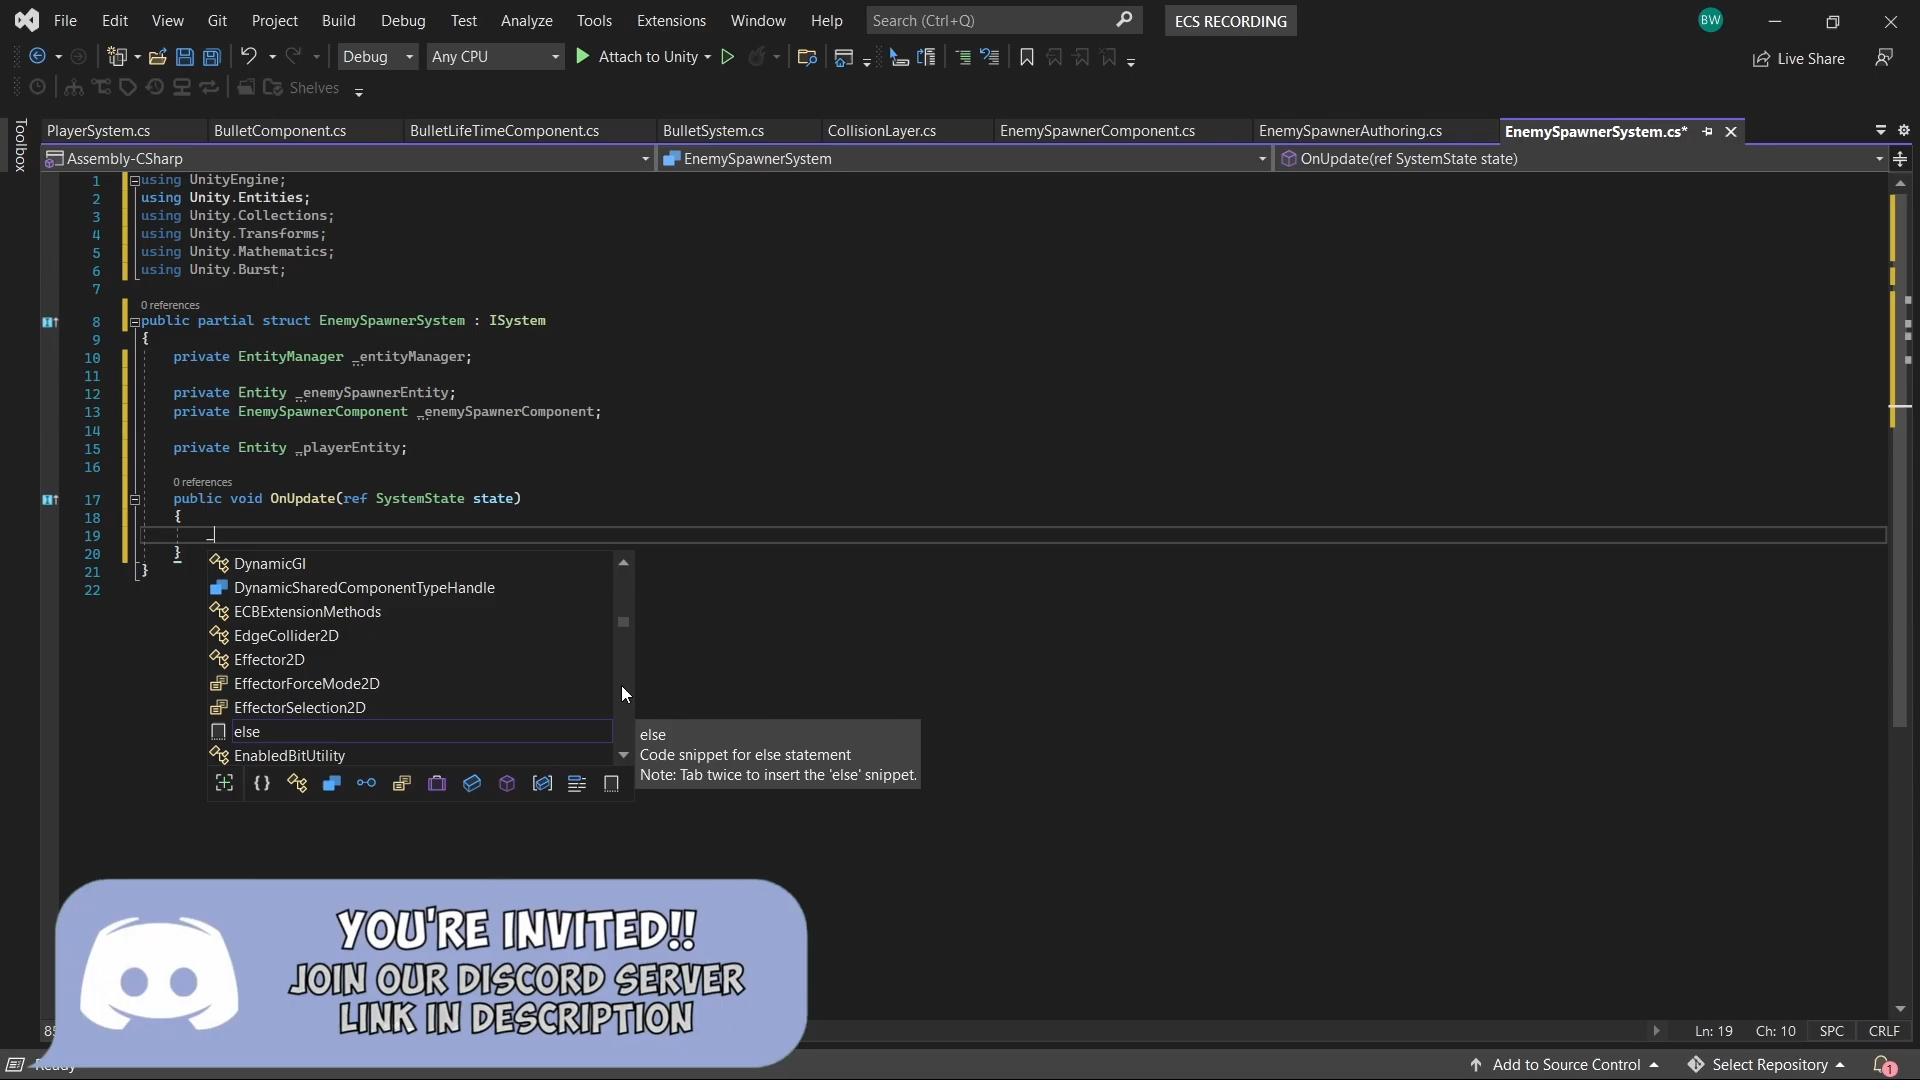 File Edit View Git Project Build Debug Test Analyze Tools Extensions Window Help Search (Ctrl+Q) ECS RECORDING BW
Debug Any CPU Attach to Unity Live Share
Shelves
Toolbox
PlayerSystem.cs BulletComponent.cs BulletLifeTimeComponent.cs BulletSystem.cs CollisionLayer.cs EnemySpawnerComponent.cs EnemySpawnerAuthoring.cs EnemySpawnerSystem.cs*
Assembly-CSharp EnemySpawnerSystem OnUpdate(ref SystemState state)
1 using UnityEngine;
2 using Unity.Entities;
3 using Unity.Collections;
4 using Unity.Transforms;
5 using Unity.Mathematics;
6 using Unity.Burst;
7
0 references
8 public partial struct EnemySpawnerSystem : ISystem
9 {
10 private EntityManager _entityManager;
11
12 private Entity _enemySpawnerEntity;
13 private EnemySpawnerComponent _enemySpawnerComponent;
14
15 private Entity _playerEntity;
16
0 references
17 public void OnUpdate(ref SystemState state)
18 {
19 _
20 }
21 }
22
DynamicGI
DynamicSharedComponentTypeHandle
ECBExtensionMethods
EdgeCollider2D
Effector2D
EffectorForceMode2D
EffectorSelection2D
else
EnabledBitUtility
else
Code snippet for else statement
Note: Tab twice to insert the 'else' snippet.
YOU'RE INVITED!!
JOIN OUR DISCORD SERVER
LINK IN DESCRIPTION
Ln: 19 Ch: 10 SPC CRLF
Ready Add to Source Control Select Repository 1